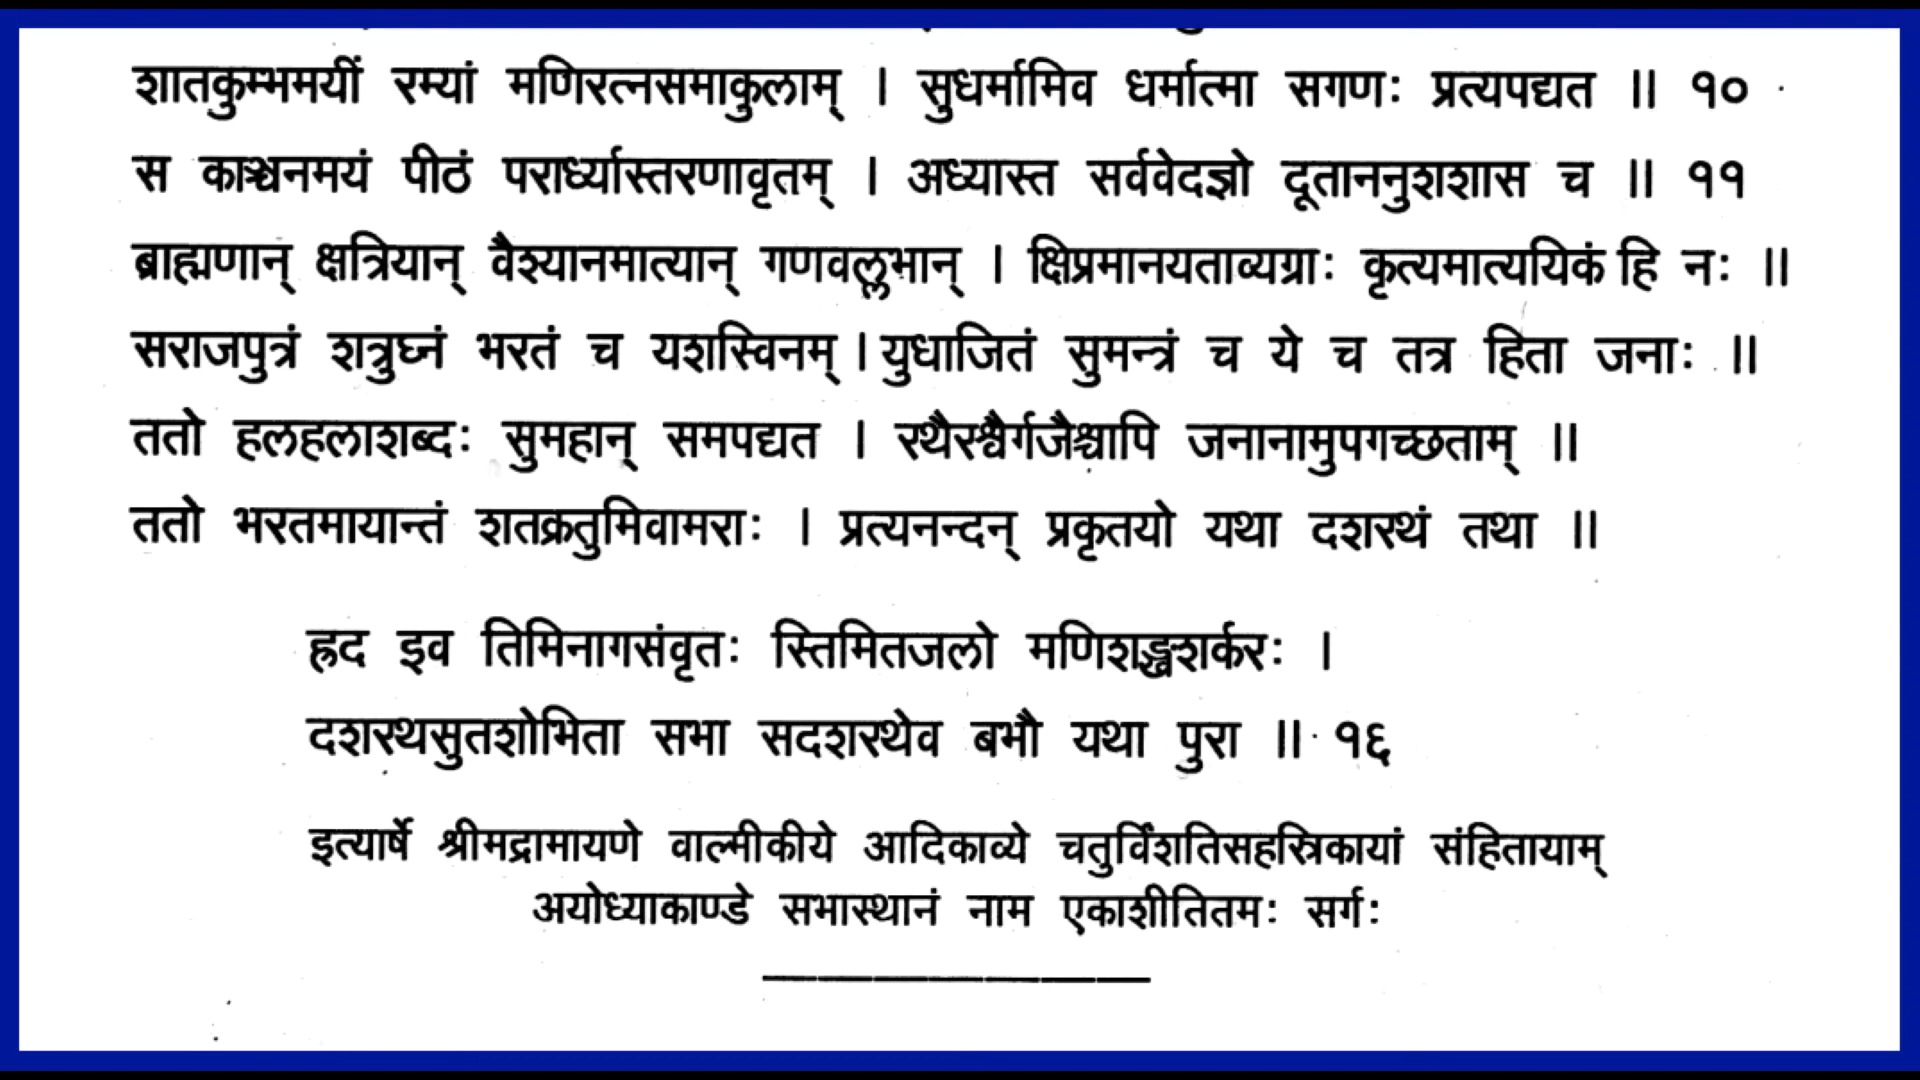 शातकुम्भमयीं रम्यां मणिरत्नसमाकुलाम् । सुधर्मामिव धर्मात्मा सगणः प्रत्यपद्यत ॥ १०
स काञ्चनमयं पीठं परार्ध्यास्तरणावृतम् । अध्यास्त सर्ववेदज्ञो दूताननुशशास च ॥ ११
ब्राह्मणान् क्षत्रियान् वैश्यानमात्यान् गणवल्लभान् । क्षिप्रमानयताव्यग्राः कृत्यमात्ययिकं हि नः ॥
सराजपुत्रं शत्रुघ्नं भरतं च यशस्विनम् । युधाजितं सुमन्त्रं च ये च तत्र हिता जनाः ॥
ततो हलहलाशब्दः सुमहान् समपद्यत । रथैरश्वैर्गजैश्चापि जनानामुपगच्छताम् ॥
ततो भरतमायान्तं शतक्रतुमिवामराः । प्रत्यनन्दन् प्रकृतयो यथा दशरथं तथा ॥
ह्रद इव तिमिनागसंवृतः स्तिमितजलो मणिशङ्खशर्करः ।
दशरथसुतशोभिता सभा सदशरथेव बभौ यथा पुरा ॥ १६
इत्यार्षे श्रीमद्रामायणे वाल्मीकीये आदिकाव्ये चतुर्विंशतिसहस्रिकायां संहितायाम्
अयोध्याकाण्डे सभास्थानं नाम एकाशीतितमः सर्गः